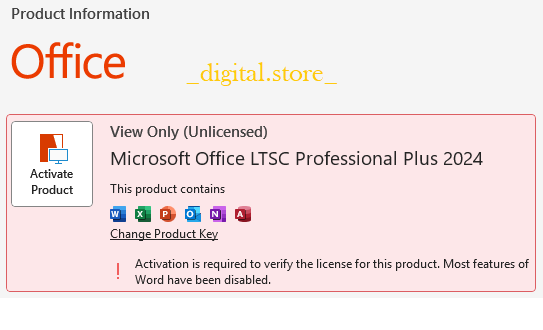 Product Information
Office
_digital.store_
View Only (Unlicensed)
Microsoft Office LTSC Professional Plus 2024
Activate
Product
This product contains
W X P O N A
Change Product Key
! Activation is required to verify the license for this product. Most features of
Word have been disabled.